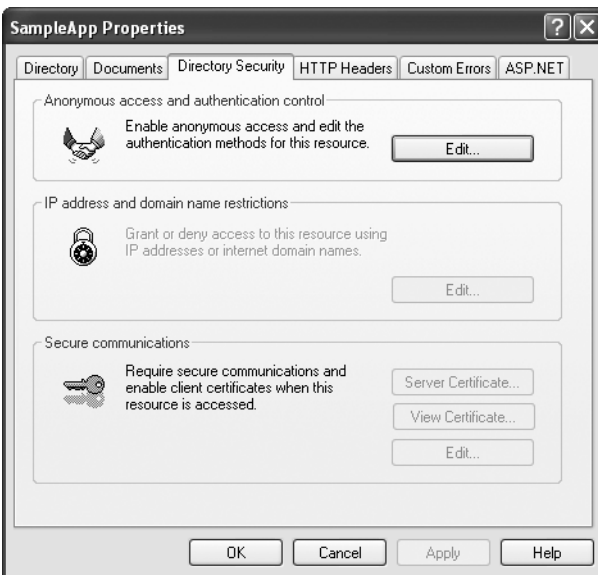 SampleApp Properties
Directory Documents Directory Security HTTP Headers Custom Errors ASP.NET
Anonymous access and authentication control
Enable anonymous access and edit the
authentication methods for this resource.
Edit...
IP address and domain name restrictions
Grant or deny access to this resource using
IP addresses or internet domain names.
Edit...
Secure communications
Require secure communications and
enable client certificates when this
resource is accessed.
Server Certificate...
View Certificate...
Edit...
OK Cancel Apply Help